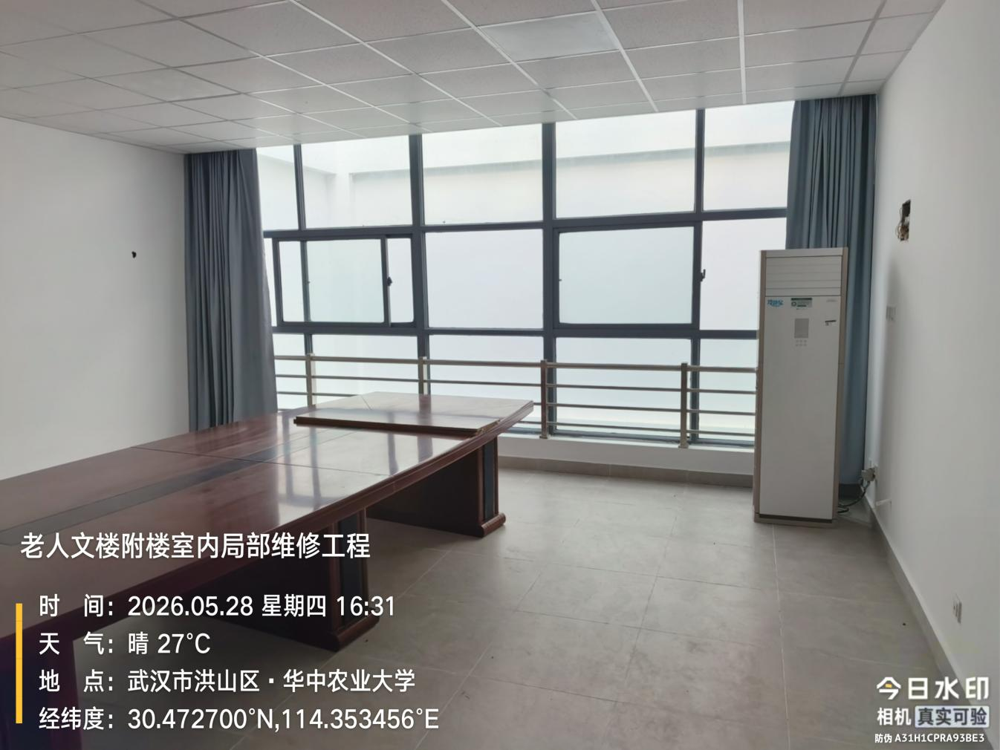 老人文楼附楼室内局部维修工程
时 间：2026.05.28 星期四 16:31
天 气：晴 27°C
地 点：武汉市洪山区·华中农业大学
经纬度：30.472700°N,114.353456°E
今日水印
相机 真实可验
防伪 A31H1CPRA93BE3